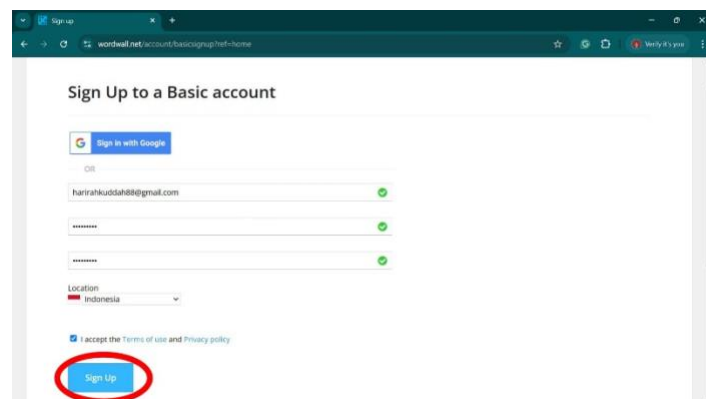 Sign up
wordwall.net/account/basicsignup?ref=home
Verify it's you
Sign Up to a Basic account
Sign in with Google
OR
harirahkuddah88@gmail.com
•••••••••
•••••••••
Location
Indonesia
I accept the Terms of use and Privacy policy
Sign Up